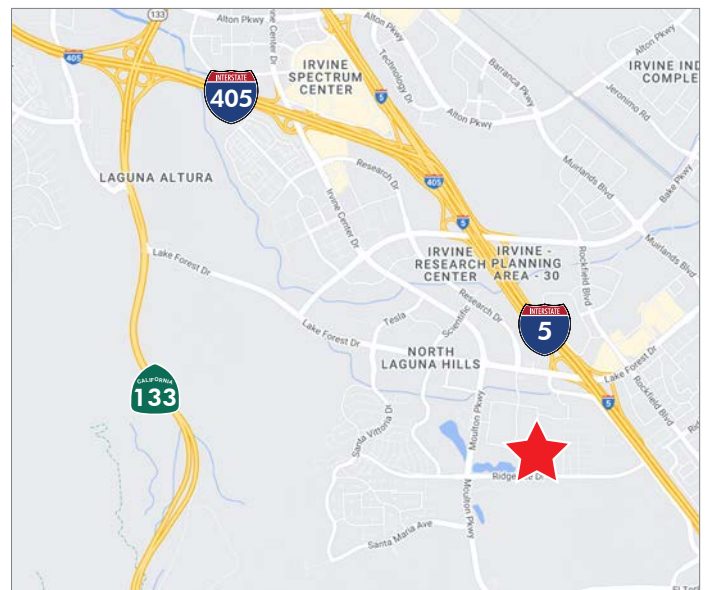 133
Alton Pkwy
Irvine Center Dr
Alton Pkwy
Alton Pkwy
405
INTERSTATE
405
IRVINE
SPECTRUM
CENTER
Technology Dr
5
Barranca Pkwy
IRVINE IND
COMPLE
Jeronimo Rd
Alton Pkwy
Muirlands Blvd
Bake Pkwy
LAGUNA ALTURA
Research Dr
405
Irvine Center Dr
5
Lake Forest Dr
IRVINE
RESEARCH
CENTER
IRVINE -
PLANNING
AREA - 30
Rockfield Blvd
Muirlands Blvd
Research Dr
Scientific
Tesla
INTERSTATE
5
Lake Forest Dr
NORTH
LAGUNA HILLS
Lake Forest Dr
Rockfield Blvd
CALIFORNIA
133
5
Santa Vittoria Dr
Moulton Pkwy
Moulton Pkwy
Santa Maria Ave
El Toro